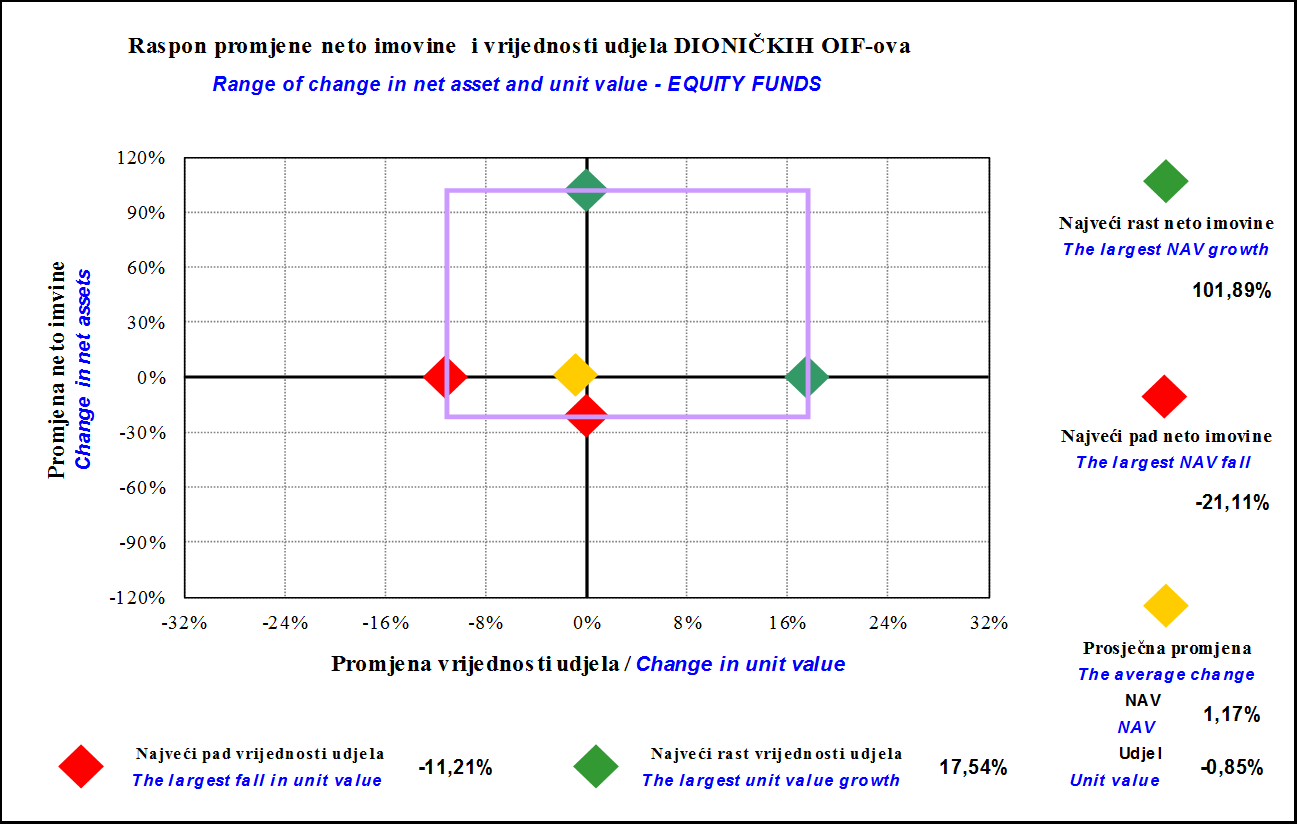 Raspon promjene neto imovine i vrijednosti udjela DIONIČKIH OIF-ova
Range of change in net asset and unit value - EQUITY FUNDS
120%
90%
60%
30%
0%
-30%
-60%
-90%
-120%
-32%
-24%
-16%
-8%
0%
8%
16%
24%
32%
Promjena neto imvine
Change in net assets
Promjena vrijednosti udjela / Change in unit value
Najveći rast neto imovine
The largest NAV growth
101,89%
Najveći pad neto imovine
The largest NAV fall
-21,11%
Prosječna promjena
The average change
NAV
NAV
1,17%
Udjel
Unit value
-0,85%
Najveći pad vrijednosti udjela
The largest fall in unit value
-11,21%
Najveći rast vrijednosti udjela
The largest unit value growth
17,54%